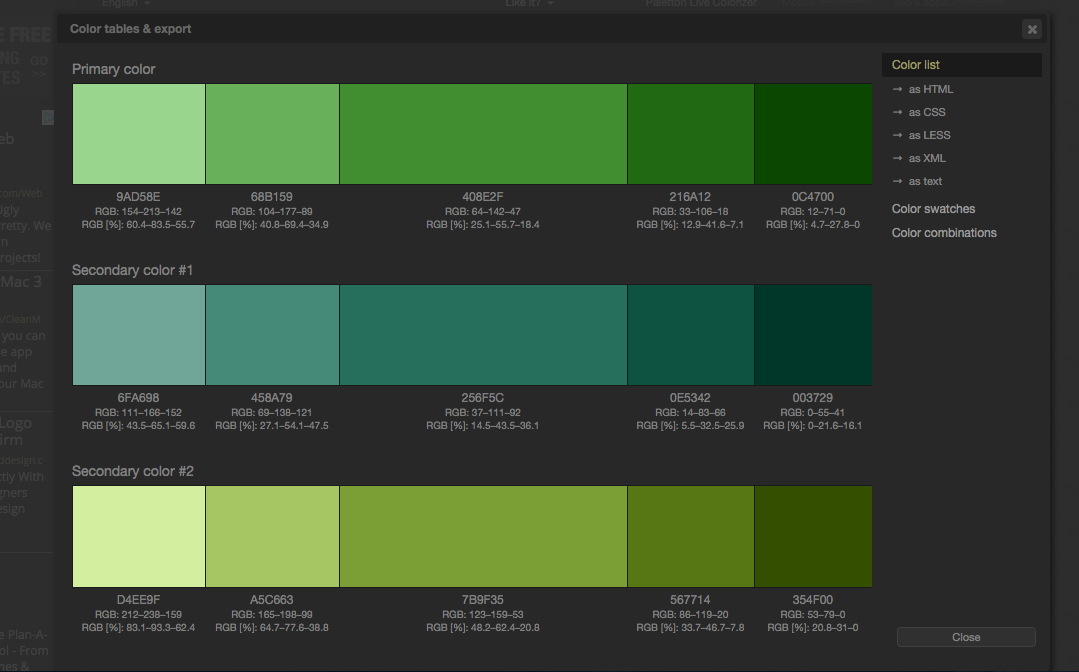 English
Like it?
Paletton Live Colorizer
E FREE
NG
GO
TES
>>
eb
com/Web
Ugly
retty. We
n
rojects!
Mac 3
/CleanM
you can
e app
and
our Mac
Logo
irm
ddesign.c
tly With
gners
esign
e Plan-A-
ol - From
nes &
Color tables & export
Primary color
9AD58E
68B159
408E2F
216A12
0C4700
RGB: 154–213–142
RGB: 104–177–89
RGB: 64–142–47
RGB: 33–106–18
RGB: 12–71–0
RGB [%]: 60.4–83.5–55.7
RGB [%]: 40.8–69.4–34.9
RGB [%]: 25.1–55.7–18.4
RGB [%]: 12.9–41.6–7.1
RGB [%]: 4.7–27.8–0
Secondary color #1
6FA698
458A79
256F5C
0E5342
003729
RGB: 111–166–152
RGB: 69–138–121
RGB: 37–111–92
RGB: 14–83–66
RGB: 0–55–41
RGB [%]: 43.5–65.1–59.6
RGB [%]: 27.1–54.1–47.5
RGB [%]: 14.5–43.5–36.1
RGB [%]: 5.5–32.5–25.9
RGB [%]: 0–21.6–16.1
Secondary color #2
D4EE9F
A5C663
7B9F35
567714
354F00
RGB: 212–238–159
RGB: 165–198–99
RGB: 123–159–53
RGB: 86–119–20
RGB: 53–79–0
RGB [%]: 83.1–93.3–62.4
RGB [%]: 64.7–77.6–38.8
RGB [%]: 48.2–62.4–20.8
RGB [%]: 33.7–46.7–7.8
RGB [%]: 20.8–31–0
Color list
→ as HTML
→ as CSS
→ as LESS
→ as XML
→ as text
Color swatches
Color combinations
Close